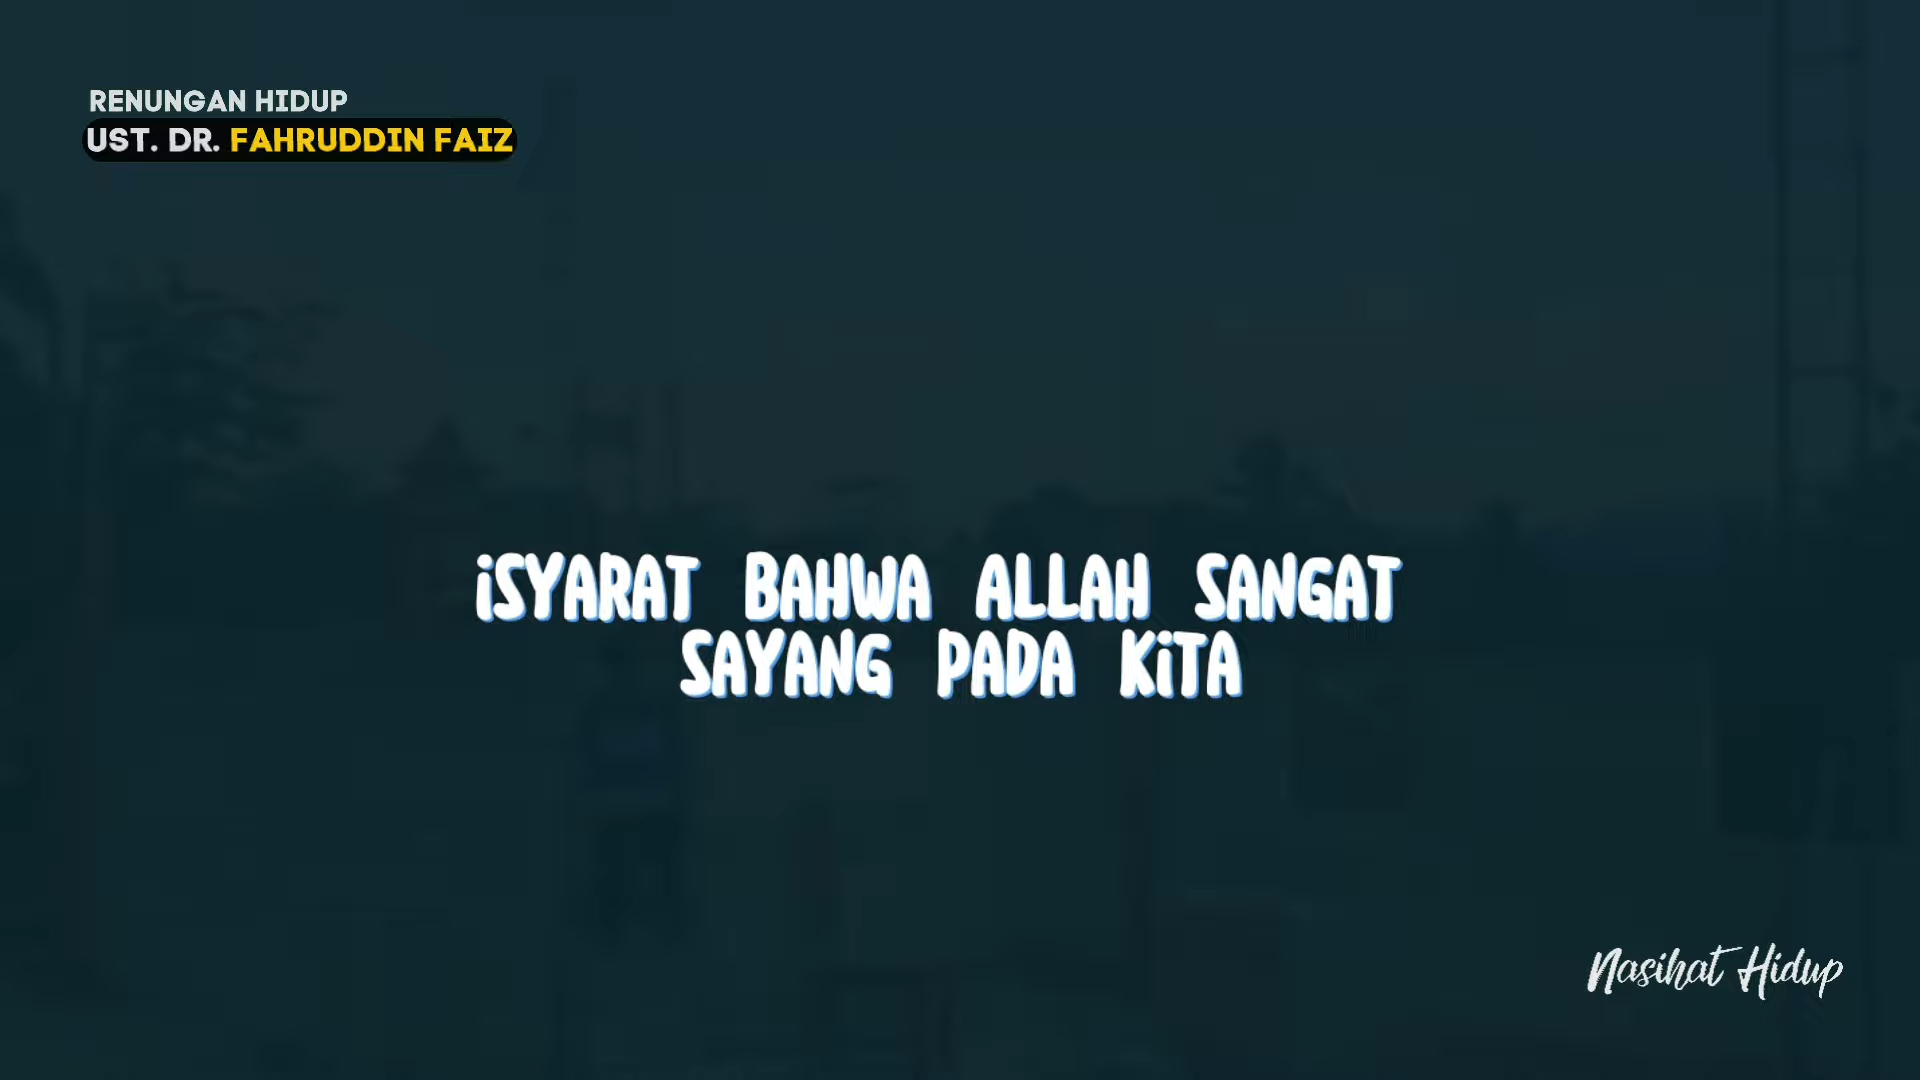 RENUNGAN HIDUP
UST. DR. FAHRUDDIN FAIZ
iSYARAT BAHWA ALLAH SANGAT
SAYANG PADA KiTA
Nasihat Hidup